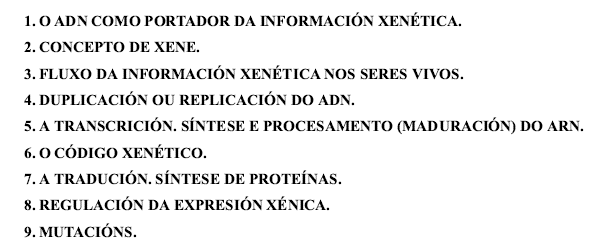 1. O ADN COMO PORTADOR DA INFORMACIÓN XENÉTICA.
2. CONCEPTO DE XENE.
3. FLUXO DA INFORMACIÓN XENÉTICA NOS SERES VIVOS.
4. DUPLICACIÓN OU REPLICACIÓN DO ADN.
5. A TRANSCRICIÓN. SÍNTESE E PROCESAMENTO (MADURACIÓN) DO ARN.
6. O CÓDIGO XENÉTICO.
7. A TRADUCIÓN. SÍNTESE DE PROTEÍNAS.
8. REGULACIÓN DA EXPRESIÓN XÉNICA.
9. MUTACIÓNS.